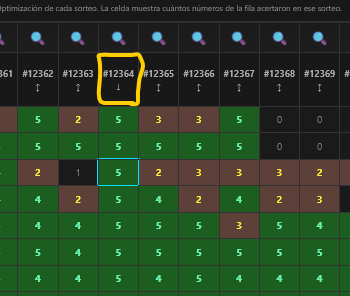 Optimización de cada sorteo. La celda muestra cuántos números de la fila acertaron en ese sorteo.
#12362 #12363 #12364 #12365 #12366 #12367 #12368 #12369
↕ ↕ ↓ ↕ ↕ ↕ ↕ ↕
5 2 5 3 3 5 0 0
5 5 5 5 5 5 0 0
2 1 5 2 3 3 3 2
4 2 5 4 2 4 2 3
4 4 5 5 5 3 5 4
5 4 5 5 5 5 5 4
4 4 5 4 5 4 4 4